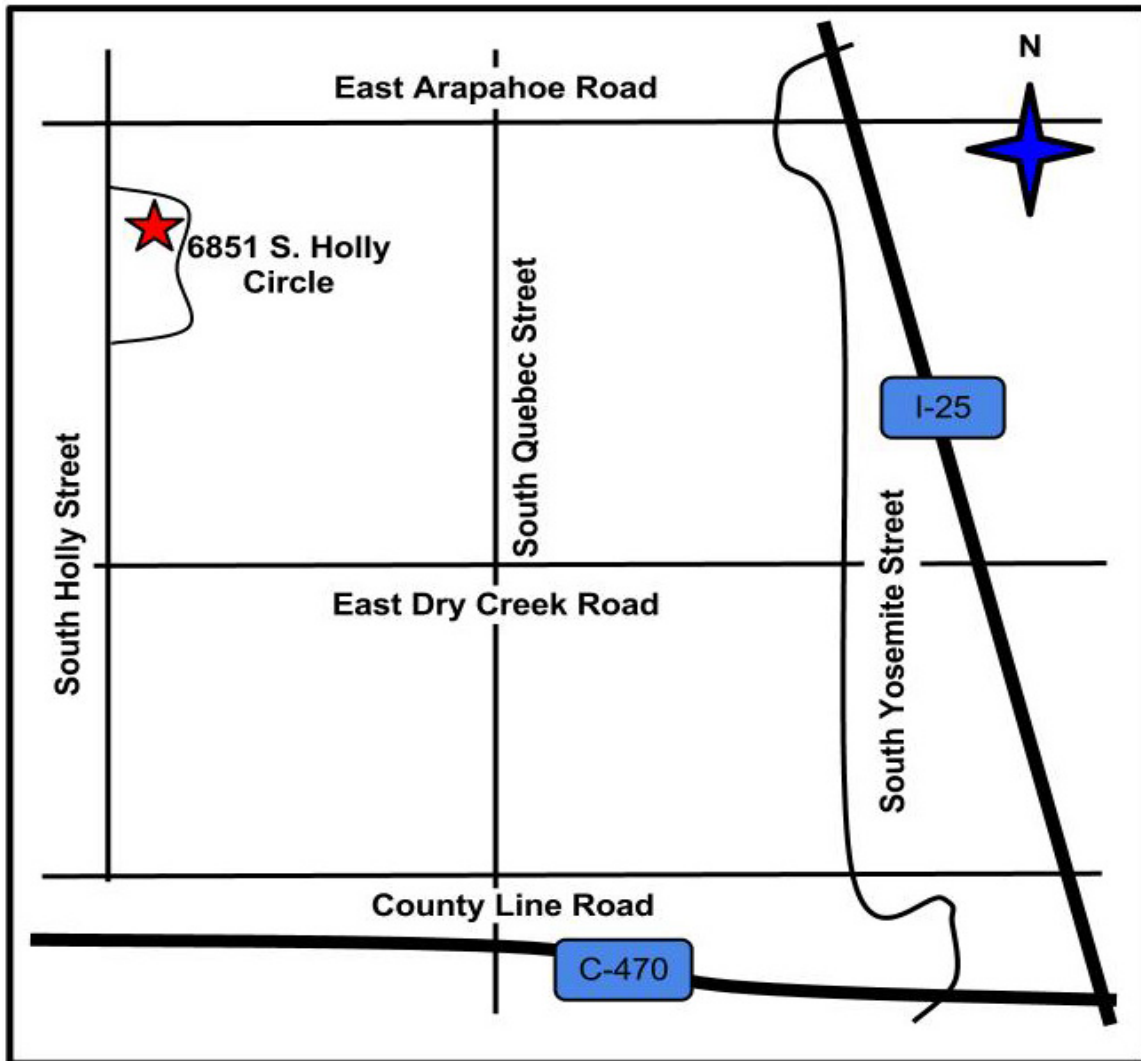 N
East Arapahoe Road
6851 S. Holly
Circle
South Quebec Street
I-25
South Holly Street
South Yosemite Street
East Dry Creek Road
County Line Road
C-470